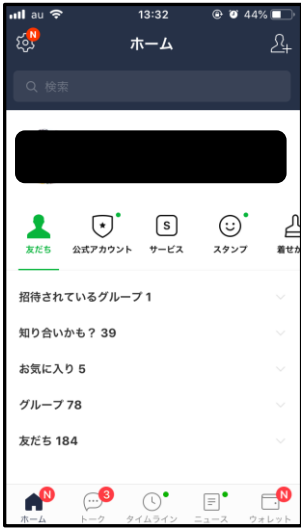 au 13:32 44%
N
ホーム
検索
S
友だち 公式アカウント サービス スタンプ 着せか
招待されているグループ 1
知り合いかも？ 39
お気に入り 5
グループ 78
友だち 184
N 3 N
ホーム トーク タイムライン ニュース ウォレット